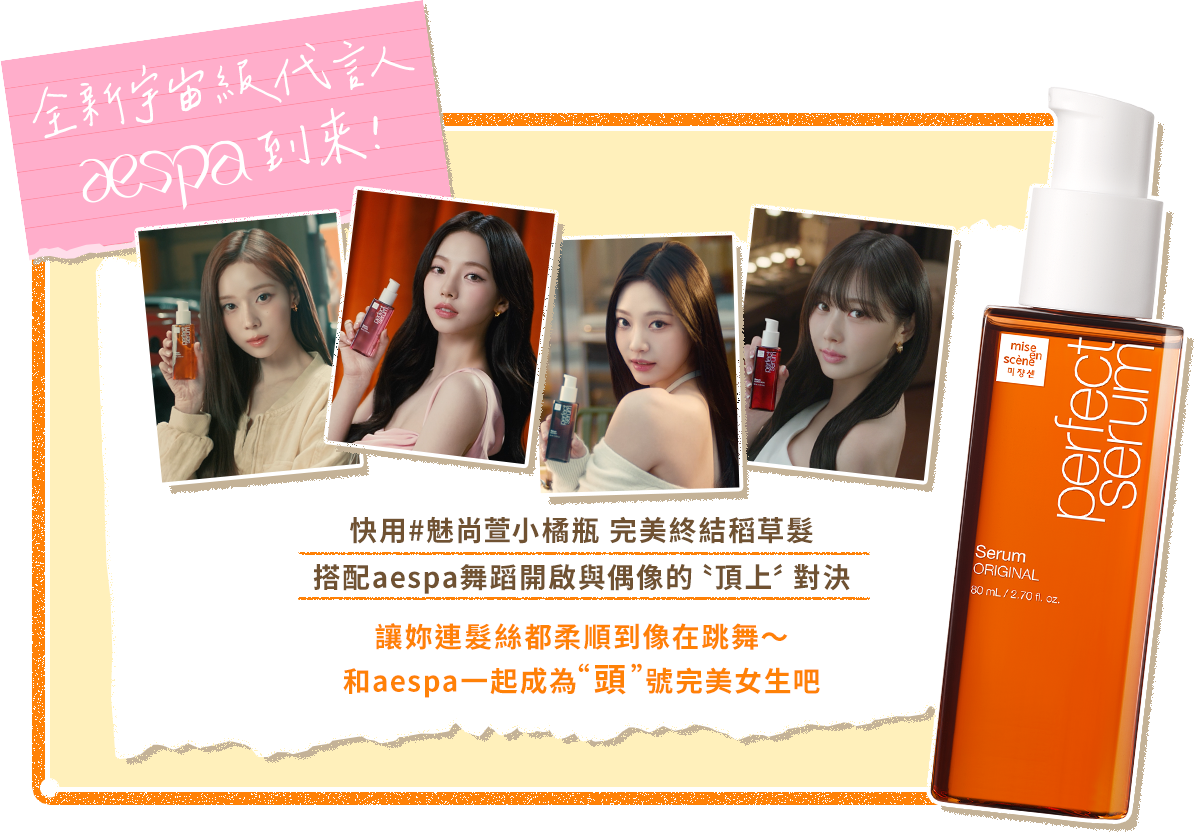 全新宇宙級代言人
aespa到來！
快用#魅尚萱小橘瓶 完美終結稻草髮
搭配aespa舞蹈開啟與偶像的〝頂上〞對決
讓妳連髮絲都柔順到像在跳舞～
和aespa一起成為“頭”號完美女生吧
mise
en
scène
미쟝센
perfect
serum
Serum
ORIGINAL
80 mL / 2.70 fl. oz.